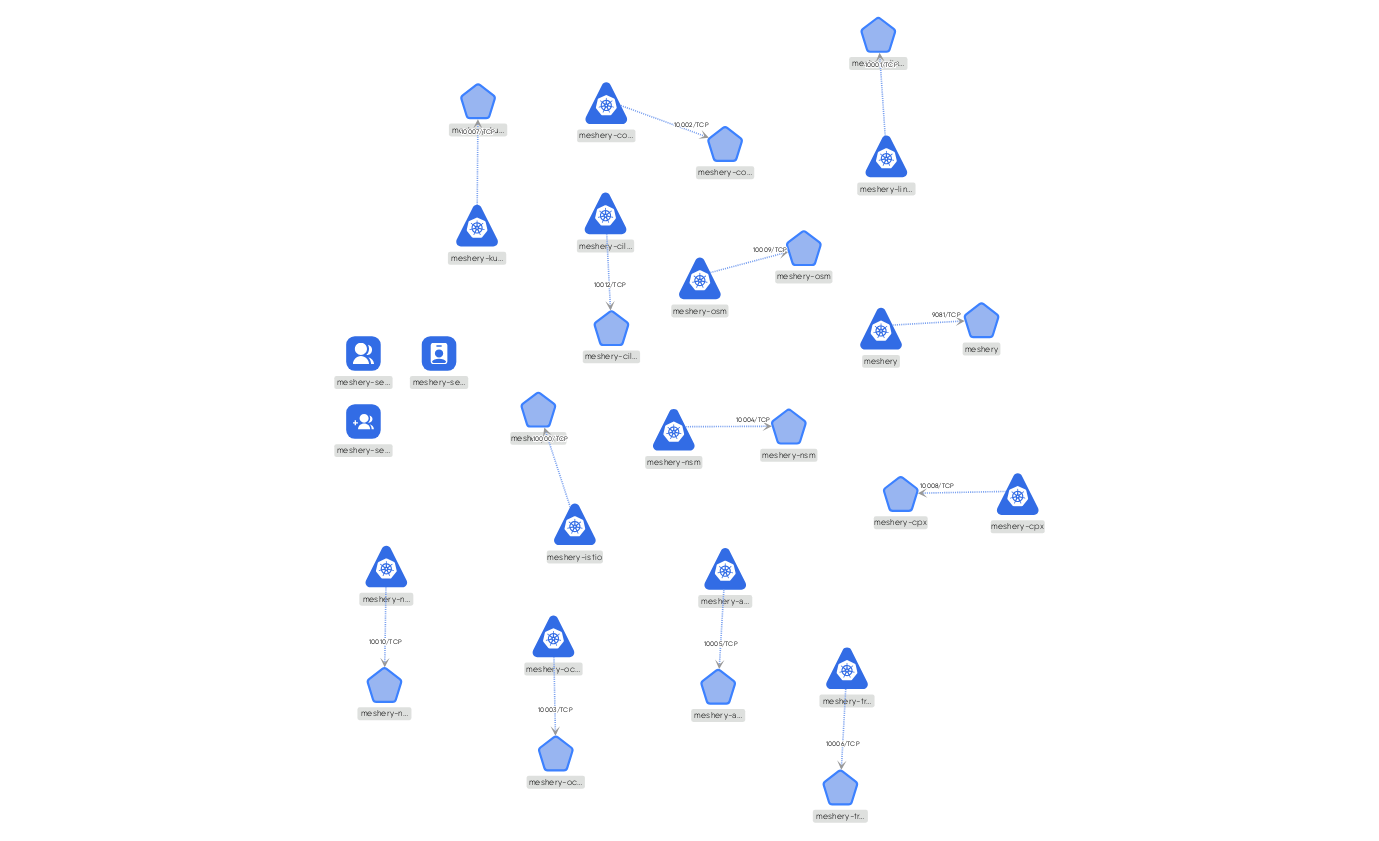 10001/TCP
10007/TCP
meshery-co...
10002/TCP
meshery-co...
meshery-lin...
meshery-ku...
meshery-cil...
10012/TCP
meshery-cil...
10009/TCP
meshery-osm
meshery-osm
9081/TCP
meshery
meshery
meshery-se...
meshery-se...
meshery-se...
10000/TCP
meshery-istio
10004/TCP
meshery-nsm
meshery-nsm
10008/TCP
meshery-cpx
meshery-cpx
meshery-n...
10010/TCP
meshery-n...
meshery-oc...
10003/TCP
meshery-oc...
meshery-a...
10005/TCP
meshery-a...
meshery-tr...
10006/TCP
meshery-tr...